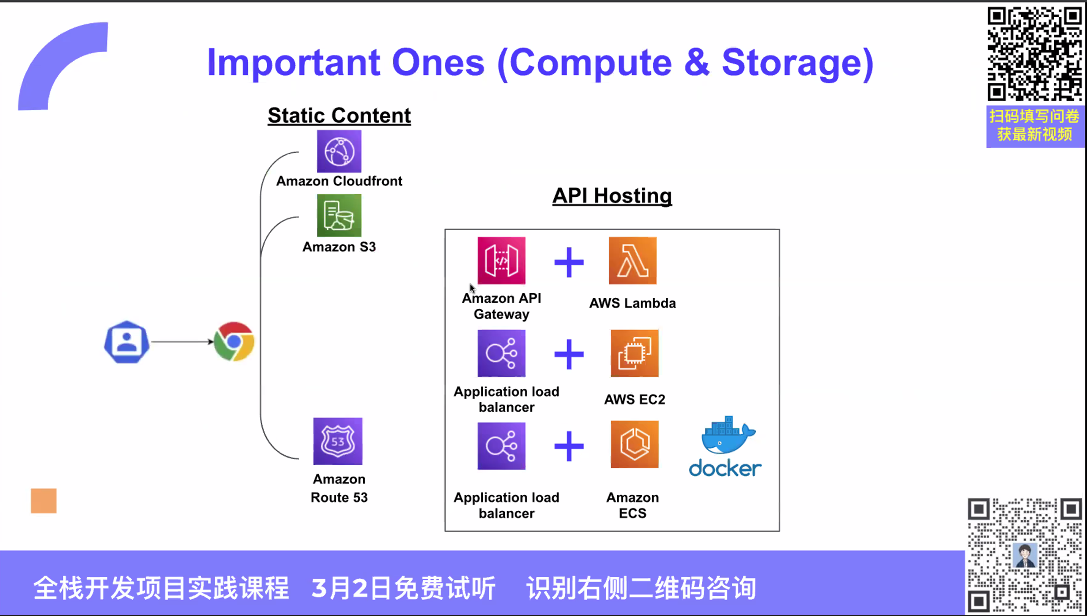 Important Ones (Compute & Storage)
扫码填写问卷
获最新视频
Static Content
Amazon Cloudfront
Amazon S3
Amazon
Route 53
53
API Hosting
Amazon API
Gateway
AWS Lambda
Application load
balancer
AWS EC2
Application load
balancer
Amazon
ECS
docker
全栈开发项目实践课程 3月2日免费试听 识别右侧二维码咨询